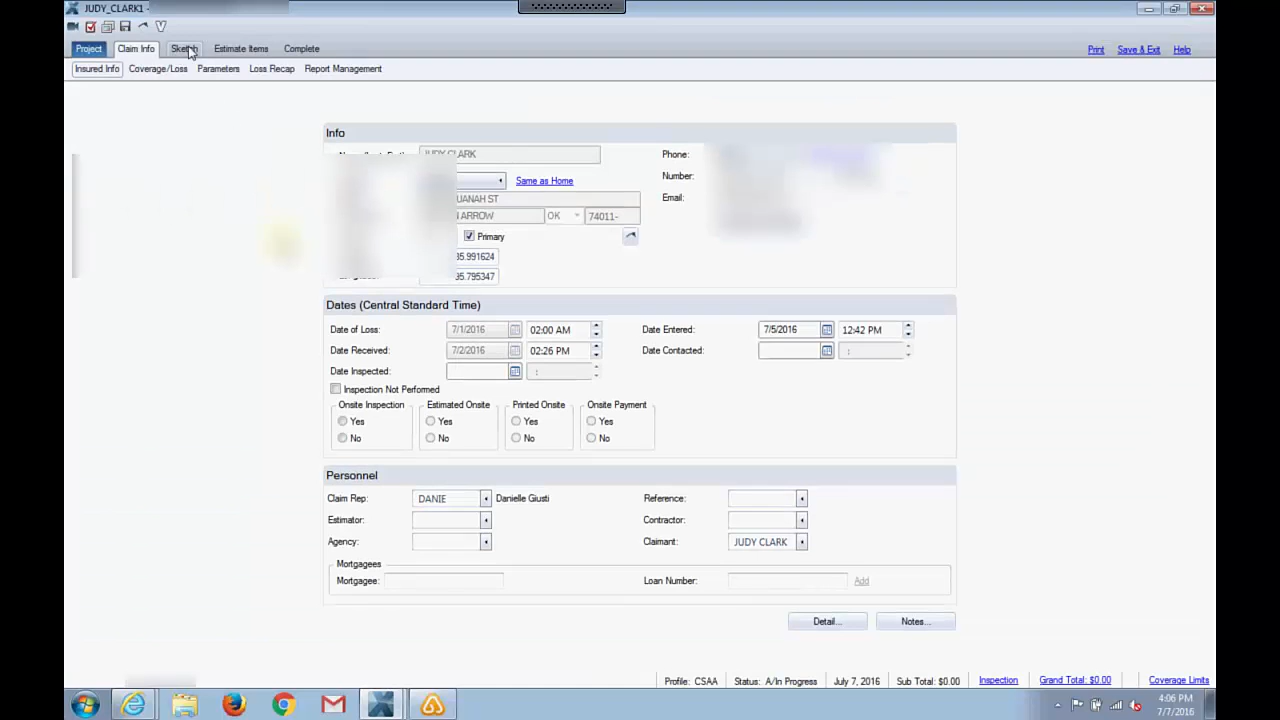 JUDY_CLARK1 -
Project Claim Info Sketch Estimate Items Complete Print Save & Exit Help
Insured Info Coverage/Loss Parameters Loss Recap Report Management
Info
JUDY CLARK Phone:
Same as Home Number:
UANAH ST Email:
N ARROW OK 74011-
Primary
35.991624
95.795347
Dates (Central Standard Time)
Date of Loss: 7/1/2016 02:00 AM Date Entered: 7/5/2016 12:42 PM
Date Received: 7/2/2016 02:26 PM Date Contacted: :
Date Inspected: :
Inspection Not Performed
Onsite Inspection Estimated Onsite Printed Onsite Onsite Payment
Yes Yes Yes Yes
No No No No
Personnel
Claim Rep: DANIE Danielle Giusti Reference:
Estimator: Contractor:
Agency: Claimant: JUDY CLARK
Mortgagees
Mortgagee: Loan Number: Add
Detail... Notes...
Profile: CSAA Status: A/In Progress July 7, 2016 Sub Total: $0.00 Inspection Grand Total: $0.00 Coverage Limits
4:06 PM
7/7/2016